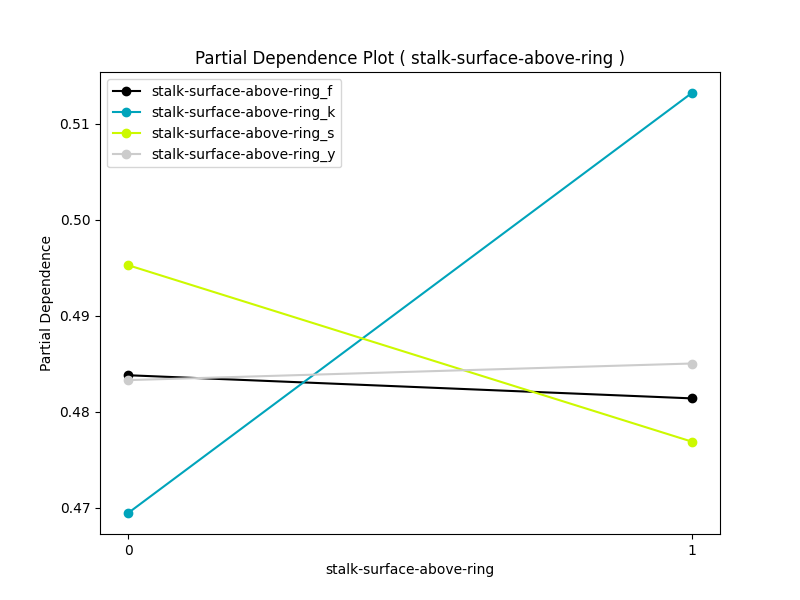 Partial Dependence Plot ( stalk-surface-above-ring )
stalk-surface-above-ring_f
stalk-surface-above-ring_k
stalk-surface-above-ring_s
stalk-surface-above-ring_y
Partial Dependence
0.51
0.50
0.49
0.48
0.47
0
1
stalk-surface-above-ring